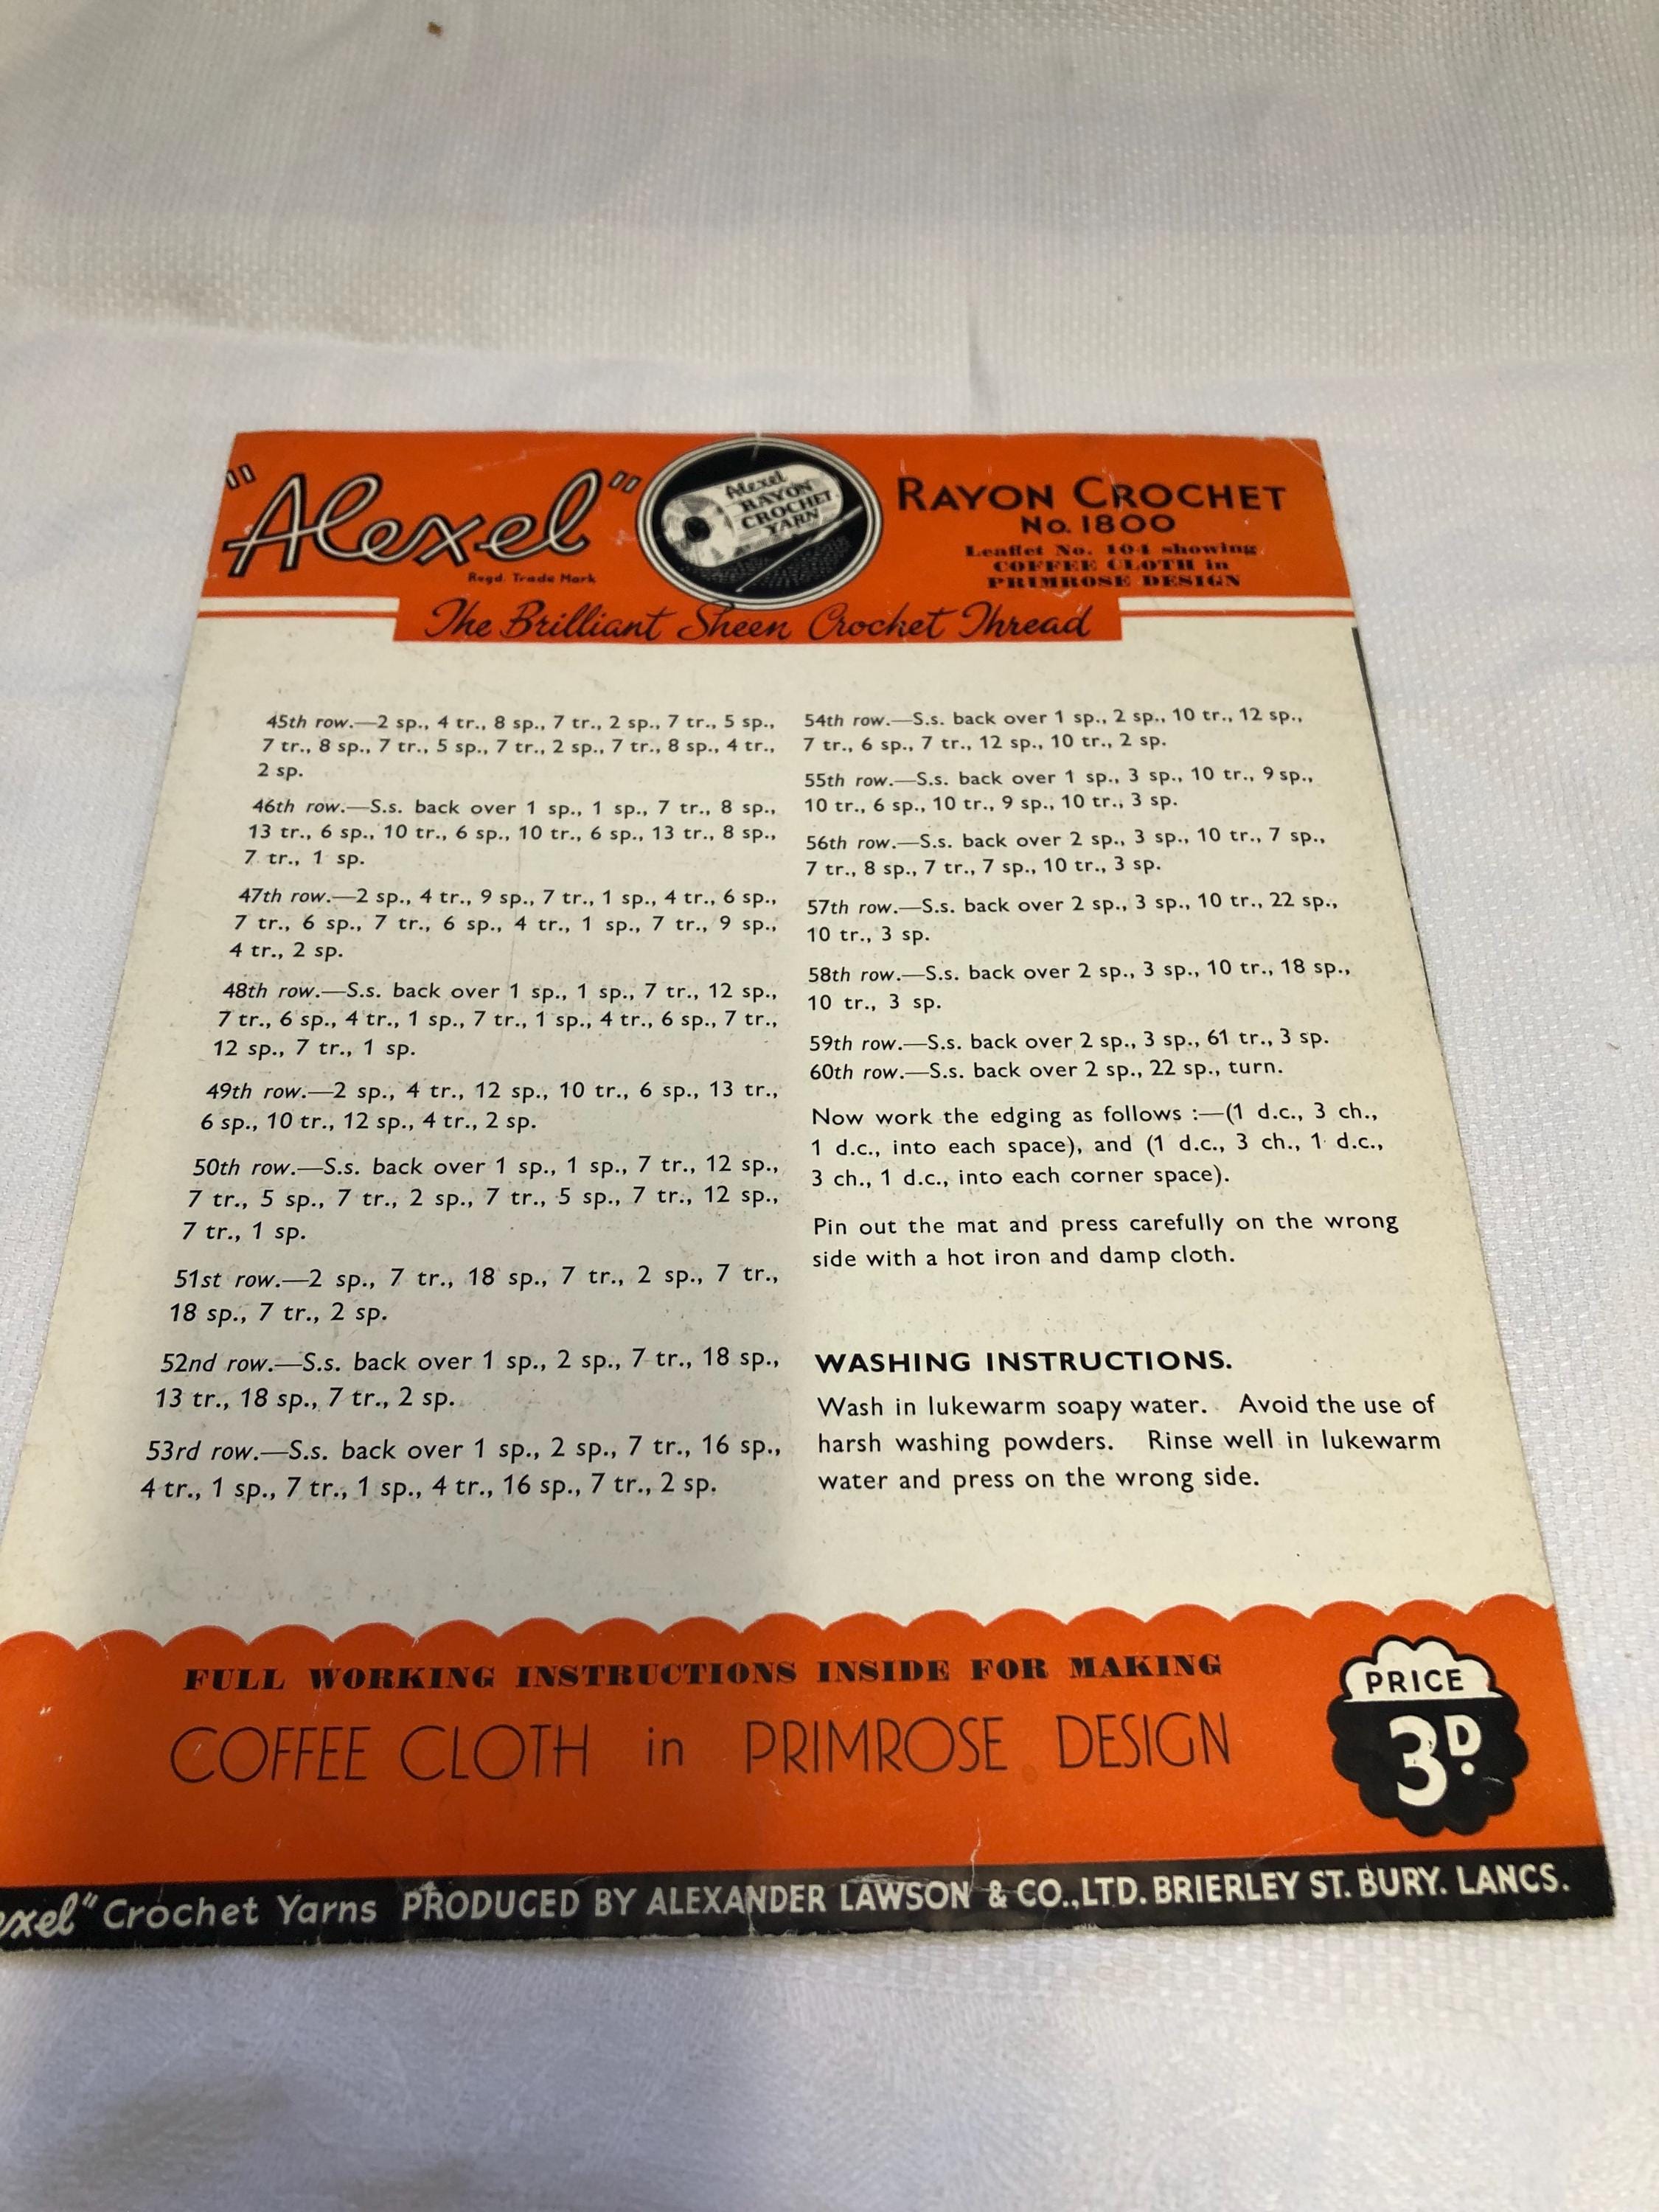 "Alexel"
Regd. Trade Mark
Alexel
RAYON
CROCHET
YARN
RAYON CROCHET
No. 1800
Leaflet No. 104 showing
COFFEE CLOTH in
PRIMROSE DESIGN
The Brilliant Sheen Crochet Thread
45th row.—2 sp., 4 tr., 8 sp., 7 tr., 2 sp., 7 tr., 5 sp.,
7 tr., 8 sp., 7 tr., 5 sp., 7 tr., 2 sp., 7 tr., 8 sp., 4 tr.,
2 sp.
46th row.—S.s. back over 1 sp., 1 sp., 7 tr., 8 sp.,
13 tr., 6 sp., 10 tr., 6 sp., 10 tr., 6 sp., 13 tr., 8 sp.,
7 tr., 1 sp.
47th row.—2 sp., 4 tr., 9 sp., 7 tr., 1 sp., 4 tr., 6 sp.,
7 tr., 6 sp., 7 tr., 6 sp., 4 tr., 1 sp., 7 tr., 9 sp.,
4 tr., 2 sp.
48th row.—S.s. back over 1 sp., 1 sp., 7 tr., 12 sp.,
7 tr., 6 sp., 4 tr., 1 sp., 7 tr., 1 sp., 4 tr., 6 sp., 7 tr.,
12 sp., 7 tr., 1 sp.
49th row.—2 sp., 4 tr., 12 sp., 10 tr., 6 sp., 13 tr.,
6 sp., 10 tr., 12 sp., 4 tr., 2 sp.
50th row.—S.s. back over 1 sp., 1 sp., 7 tr., 12 sp.,
7 tr., 5 sp., 7 tr., 2 sp., 7 tr., 5 sp., 7 tr., 12 sp.,
7 tr., 1 sp.
51st row.—2 sp., 7 tr., 18 sp., 7 tr., 2 sp., 7 tr.,
18 sp., 7 tr., 2 sp.
52nd row.—S.s. back over 1 sp., 2 sp., 7 tr., 18 sp.,
13 tr., 18 sp., 7 tr., 2 sp.
53rd row.—S.s. back over 1 sp., 2 sp., 7 tr., 16 sp.,
4 tr., 1 sp., 7 tr., 1 sp., 4 tr., 16 sp., 7 tr., 2 sp.
54th row.—S.s. back over 1 sp., 2 sp., 10 tr., 12 sp.,
7 tr., 6 sp., 7 tr., 12 sp., 10 tr., 2 sp.
55th row.—S.s. back over 1 sp., 3 sp., 10 tr., 9 sp.,
10 tr., 6 sp., 10 tr., 9 sp., 10 tr., 3 sp.
56th row.—S.s. back over 2 sp., 3 sp., 10 tr., 7 sp.,
7 tr., 8 sp., 7 tr., 7 sp., 10 tr., 3 sp.
57th row.—S.s. back over 2 sp., 3 sp., 10 tr., 22 sp.,
10 tr., 3 sp.
58th row.—S.s. back over 2 sp., 3 sp., 10 tr., 18 sp.,
10 tr., 3 sp.
59th row.—S.s. back over 2 sp., 3 sp., 61 tr., 3 sp.
60th row.—S.s. back over 2 sp., 22 sp., turn.
Now work the edging as follows :—(1 d.c., 3 ch.,
1 d.c., into each space), and (1 d.c., 3 ch., 1 d.c.,
3 ch., 1 d.c., into each corner space).
Pin out the mat and press carefully on the wrong
side with a hot iron and damp cloth.
WASHING INSTRUCTIONS.
Wash in lukewarm soapy water. Avoid the use of
harsh washing powders. Rinse well in lukewarm
water and press on the wrong side.
FULL WORKING INSTRUCTIONS INSIDE FOR MAKING
COFFEE CLOTH in PRIMROSE DESIGN
PRICE
3D.
exel" Crochet Yarns PRODUCED BY ALEXANDER LAWSON & CO., LTD. BRIERLEY ST. BURY. LANCS.